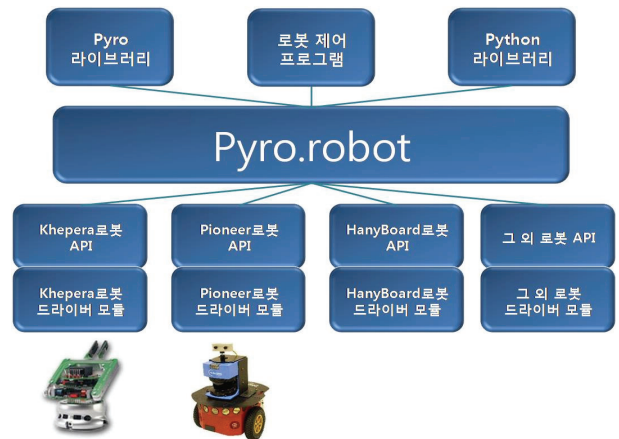 Pyro
라이브러리
로봇 제어
프로그램
Python
라이브러리
Pyro.robot
Khepera로봇
API
Pioneer로봇
API
HanyBoard로봇
API
그 외 로봇 API
Khepera로봇
드라이버 모듈
Pioneer로봇
드라이버 모듈
HanyBoard로봇
드라이버 모듈
그 외 로봇
드라이버 모듈